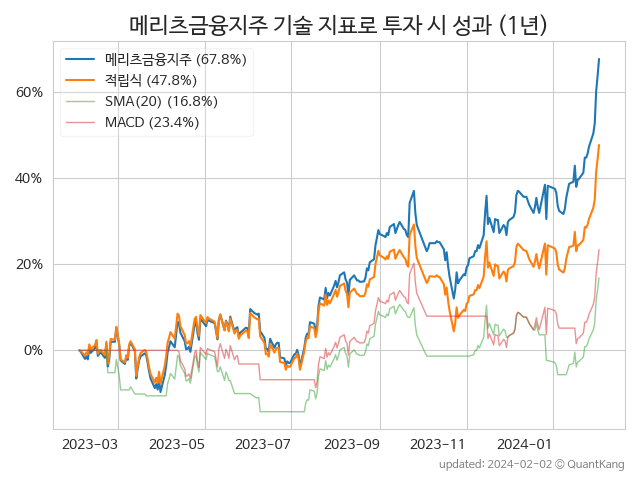 메리츠금융지주 기술 지표로 투자 시 성과 (1년)
메리츠금융지주 (67.8%)
적립식 (47.8%)
SMA(20) (16.8%)
MACD (23.4%)
60%
40%
20%
0%
2023-03 2023-05 2023-07 2023-09 2023-11 2024-01
updated: 2024-02-02 © QuantKang